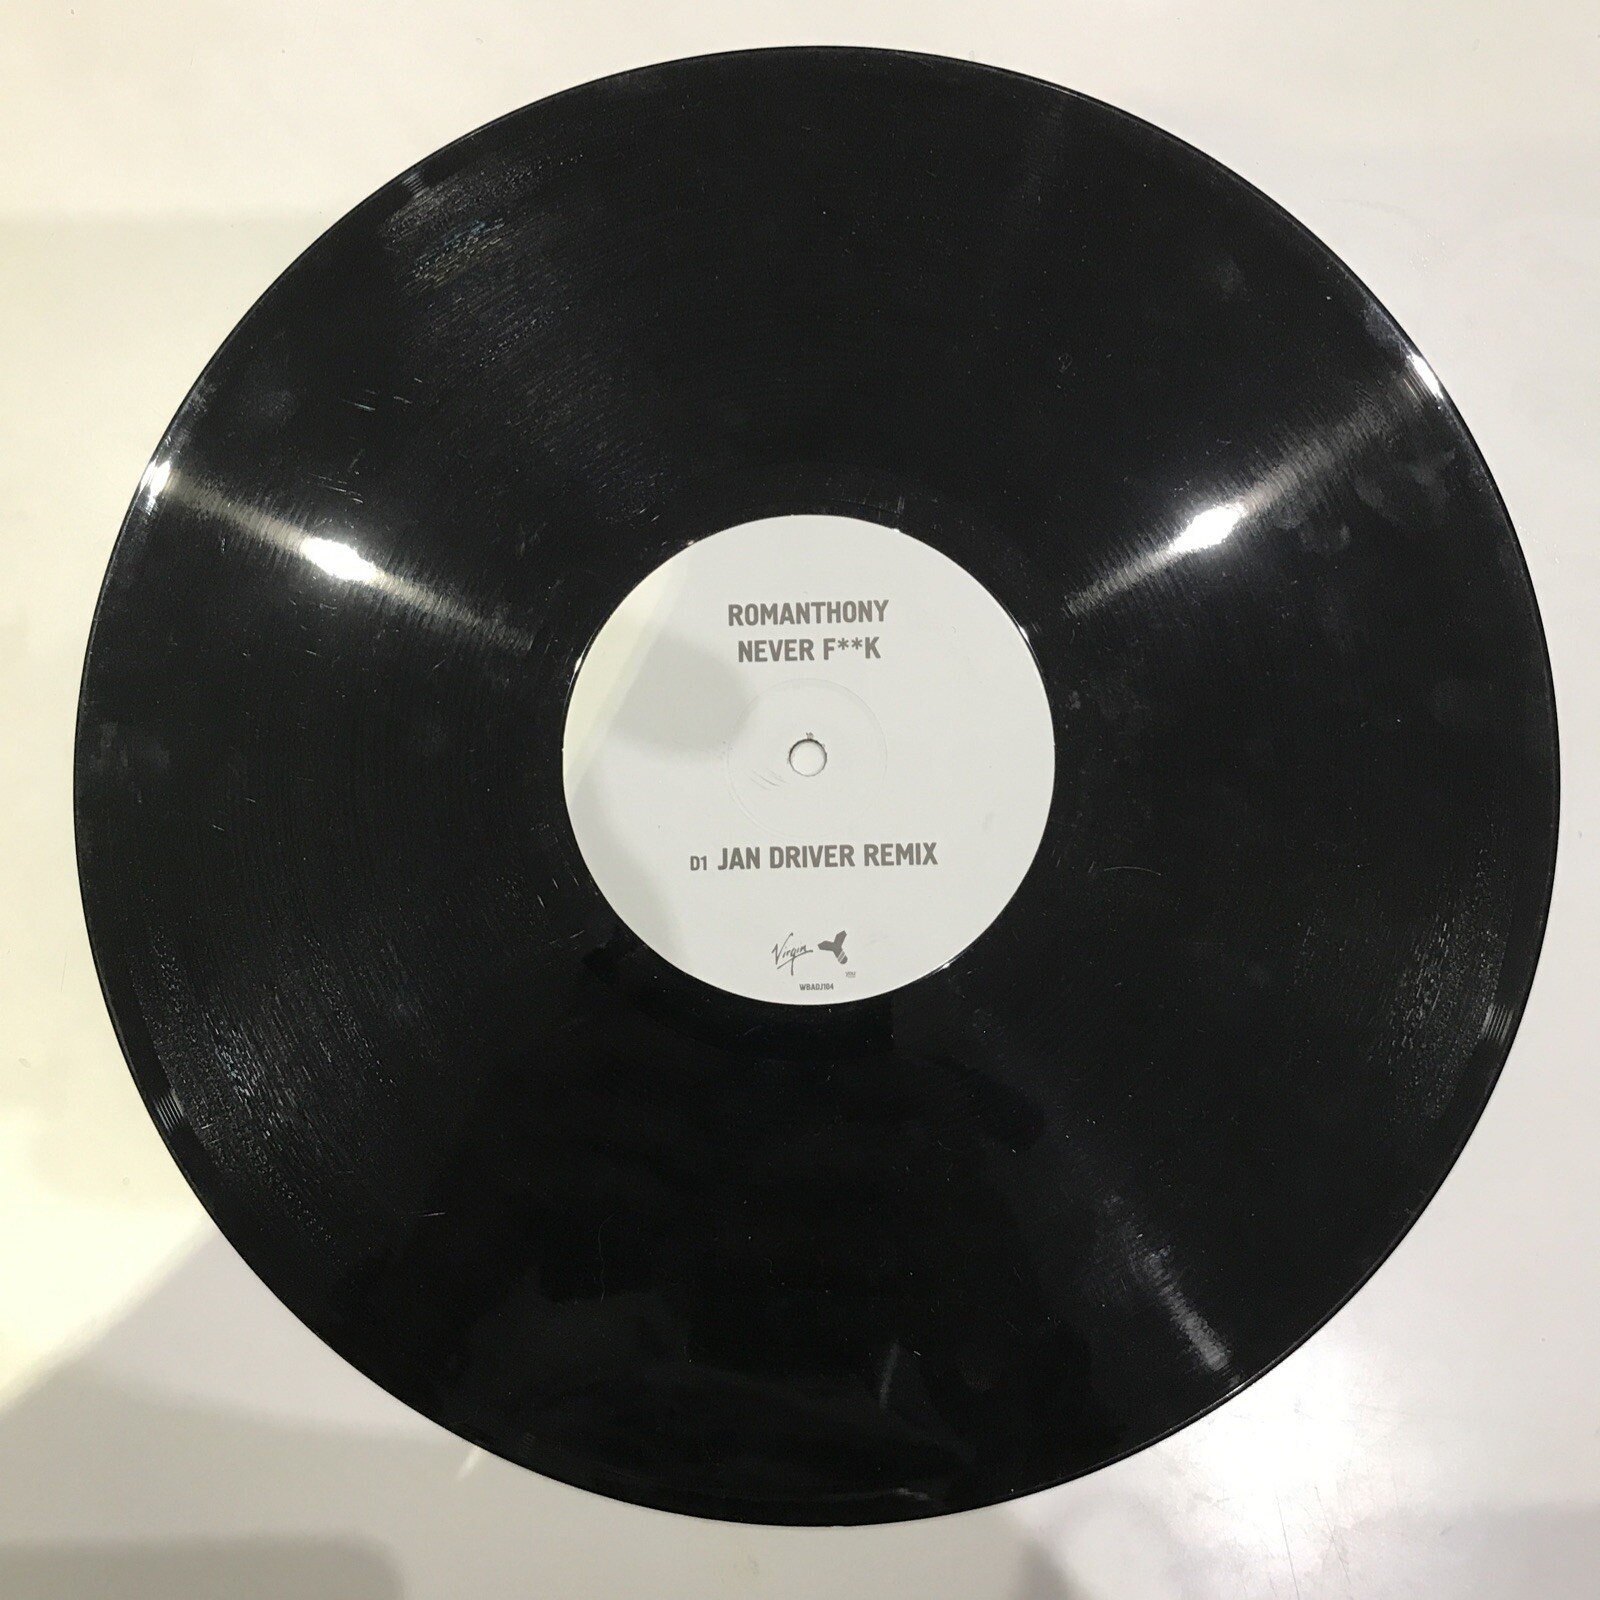 ROMANTHONY
NEVER F**K
D1 JAN DRIVER REMIX
Virgin
WBADJ104